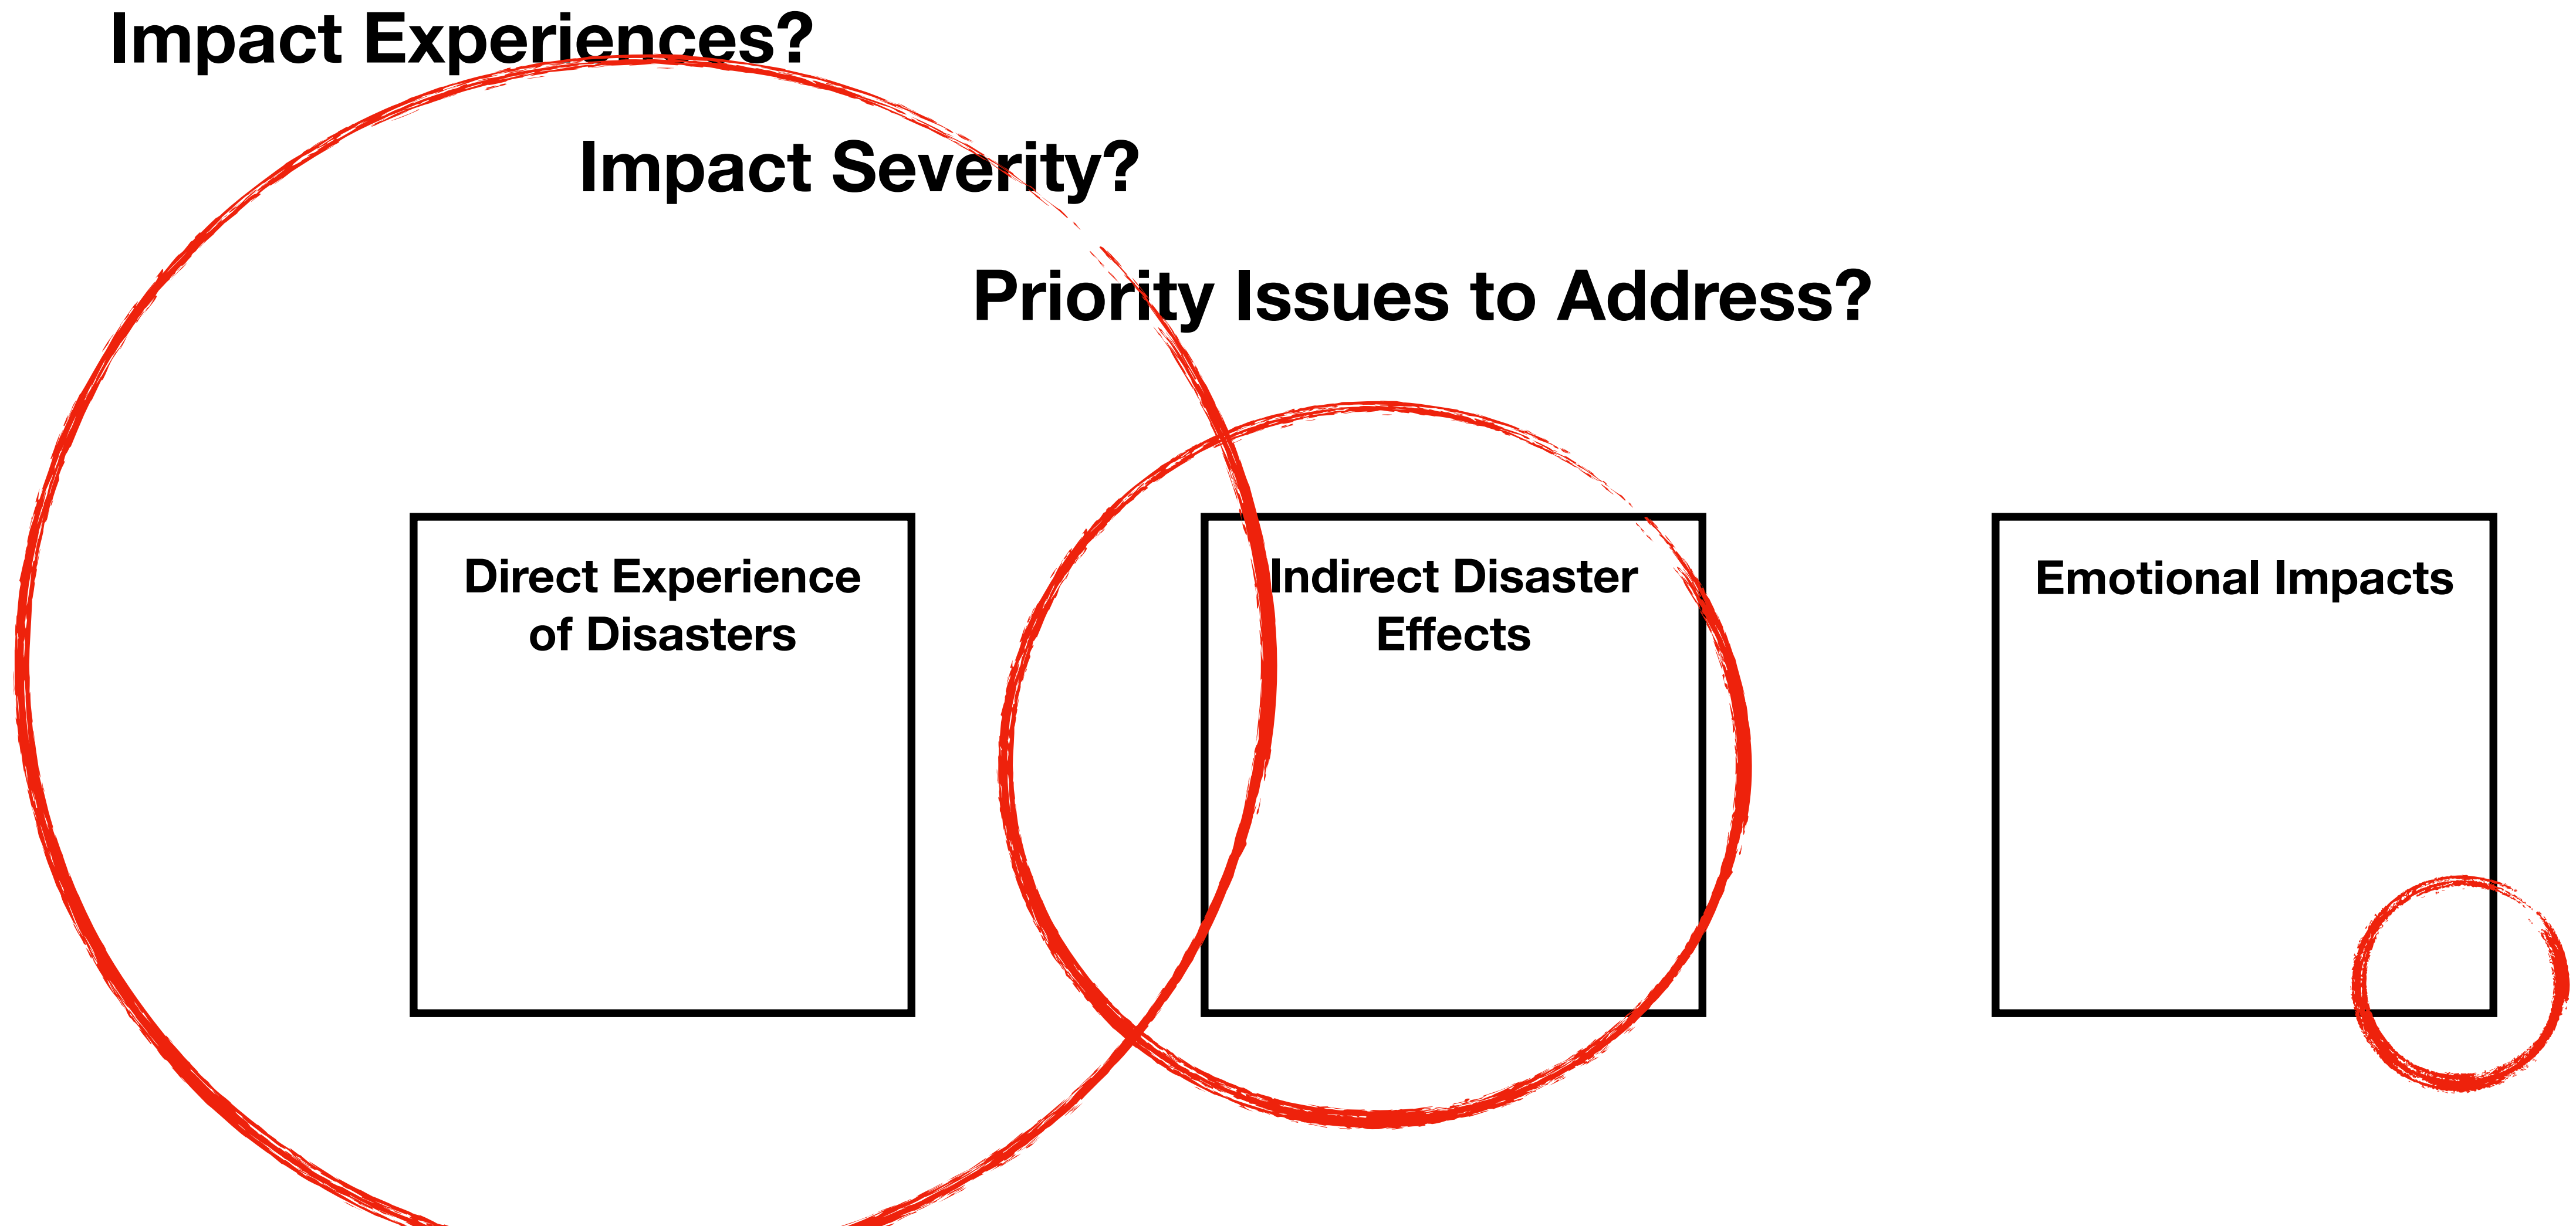 Impact Experiences?
Impact Severity?
Priority Issues to Address?
Direct Experience
of Disasters
Indirect Disaster
Effects
Emotional Impacts